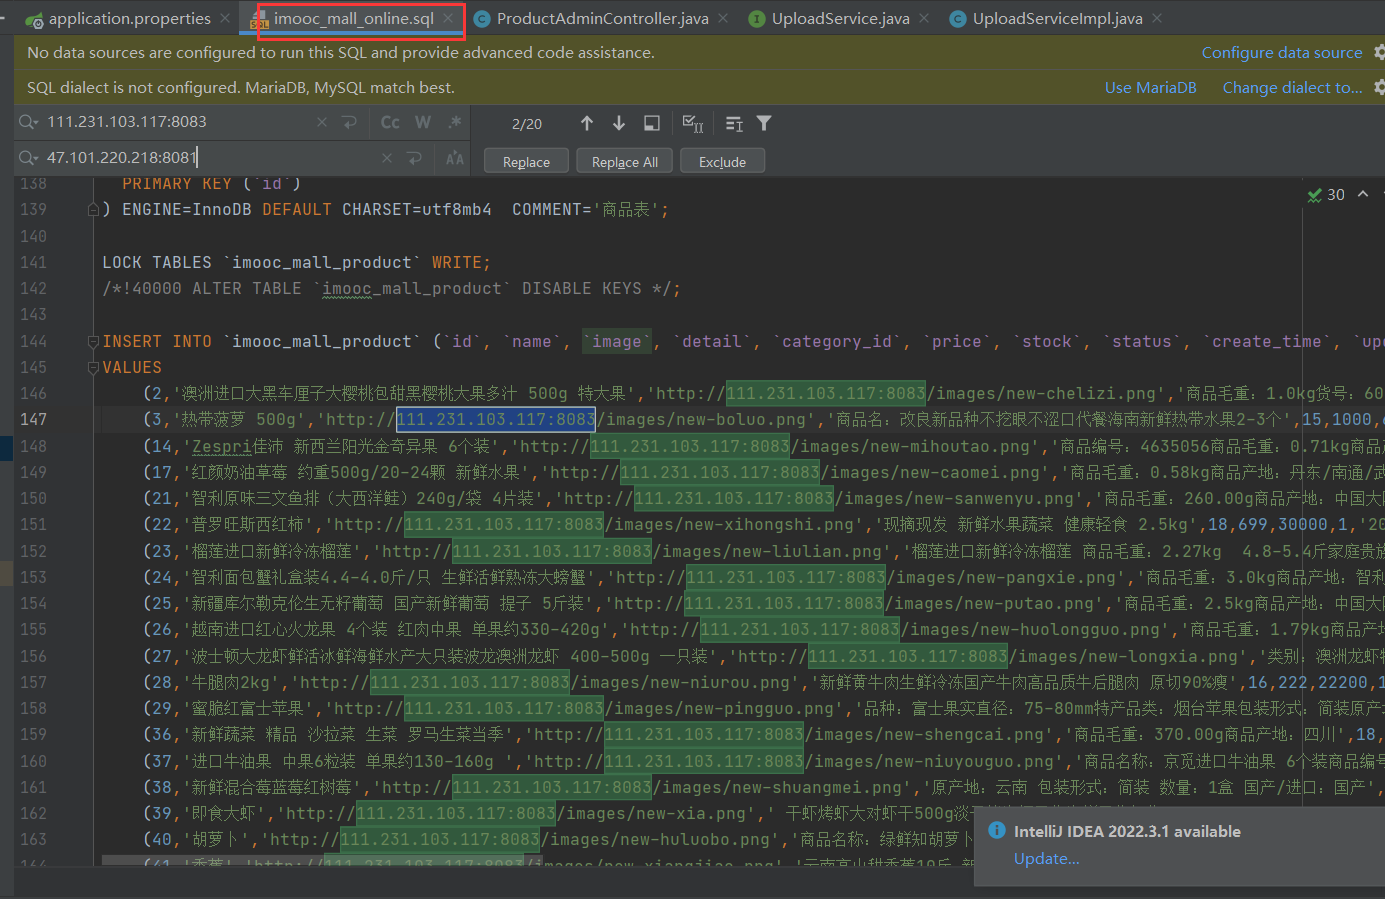 application.properties
imooc_mall_online.sql
ProductAdminController.java
UploadService.java
UploadServiceImpl.java
No data sources are configured to run this SQL and provide advanced code assistance.
Configure data source
SQL dialect is not configured. MariaDB, MySQL match best.
Use MariaDB
Change dialect to...
111.231.103.117:8083
Cc
W
.*
2/20
47.101.220.218:8081
Replace
Replace All
Exclude
138 PRIMARY KEY (`id`)
139 ) ENGINE=InnoDB DEFAULT CHARSET=utf8mb4  COMMENT='商品表';
30
140
141 LOCK TABLES `imooc_mall_product` WRITE;
142 /*!40000 ALTER TABLE `imooc_mall_product` DISABLE KEYS */;
143
144 INSERT INTO `imooc_mall_product` (`id`, `name`, `image`, `detail`, `category_id`, `price`, `stock`, `status`, `create_time`, `upd
145 VALUES
146 (2,'澳洲进口大黑车厘子大樱桃包甜黑樱桃大果多汁 500g 特大果','http://111.231.103.117:8083/images/new-chelizi.png','商品毛重：1.0kg货号：60
147 (3,'热带菠萝 500g','http://111.231.103.117:8083/images/new-boluo.png','商品名：改良新品种不挖眼不涩口代餐海南新鲜热带水果2-3个',15,1000,
148 (14,'Zespri佳沛 新西兰阳光金奇异果 6个装','http://111.231.103.117:8083/images/new-mihoutao.png','商品编号：4635056商品毛重：0.71kg商品产
149 (17,'红颜奶油草莓 约重500g/20-24颗 新鲜水果','http://111.231.103.117:8083/images/new-caomei.png','商品毛重：0.58kg商品产地：丹东/南通/武
150 (21,'智利原味三文鱼排（大西洋鲑）240g/袋 4片装','http://111.231.103.117:8083/images/new-sanwenyu.png','商品毛重：260.00g商品产地：中国大陆
151 (22,'普罗旺斯西红柿','http://111.231.103.117:8083/images/new-xihongshi.png','现摘现发 新鲜水果蔬菜 健康轻食 2.5kg',18,699,30000,1,'20
152 (23,'榴莲进口新鲜冷冻榴莲','http://111.231.103.117:8083/images/new-liulian.png','榴莲进口新鲜冷冻榴莲 商品毛重：2.27kg  4.8-5.4斤家庭贵族
153 (24,'智利面包蟹礼盒装4.4-4.0斤/只 生鲜活鲜熟冻大螃蟹','http://111.231.103.117:8083/images/new-pangxie.png','商品毛重：3.0kg商品产地：智利
154 (25,'新疆库尔勒克伦生无籽葡萄 国产新鲜葡萄 提子 5斤装','http://111.231.103.117:8083/images/new-putao.png','商品毛重：2.5kg商品产地：中国大陆
155 (26,'越南进口红心火龙果 4个装 红肉中果 单果约330-420g','http://111.231.103.117:8083/images/new-huolongguo.png','商品毛重：1.79kg商品产地
156 (27,'波士顿大龙虾鲜活冰鲜海鲜水产大只装波龙澳洲龙虾 400-500g 一只装','http://111.231.103.117:8083/images/new-longxia.png','类别：澳洲龙虾
157 (28,'牛腿肉2kg','http://111.231.103.117:8083/images/new-niurou.png','新鲜黄牛肉生鲜冷冻国产牛肉高品质牛后腿肉 原切90%瘦',16,222,22200,1
158 (29,'蜜脆红富士苹果','http://111.231.103.117:8083/images/new-pingguo.png','品种：富士果实直径：75-80mm特产品类：烟台苹果包装形式：简装原产地
159 (36,'新鲜蔬菜 精品 沙拉菜 生菜 罗马生菜当季','http://111.231.103.117:8083/images/new-shengcai.png','商品毛重：370.00g商品产地：四川',18,
160 (37,'进口牛油果 中果6粒装 单果约130-160g ','http://111.231.103.117:8083/images/new-niuyouguo.png','商品名称：京觅进口牛油果 6个装商品编号
161 (38,'新鲜混合莓蓝莓红树莓','http://111.231.103.117:8083/images/new-shuangmei.png','原产地：云南 包装形式：简装 数量：1盒 国产/进口：国产',
162 (39,'即食大虾','http://111.231.103.117:8083/images/new-xia.png',' 干虾烤虾大对虾干500g淡
163 (40,'胡萝卜','http://111.231.103.117:8083/images/new-huluobo.png','商品名称：绿鲜知胡萝卜
164 (41,'香蕉','http://111.231.103.117:8083/images/new-xiangjiao.png','云南高山甜香蕉10斤 新
IntelliJ IDEA 2022.3.1 available
Update...